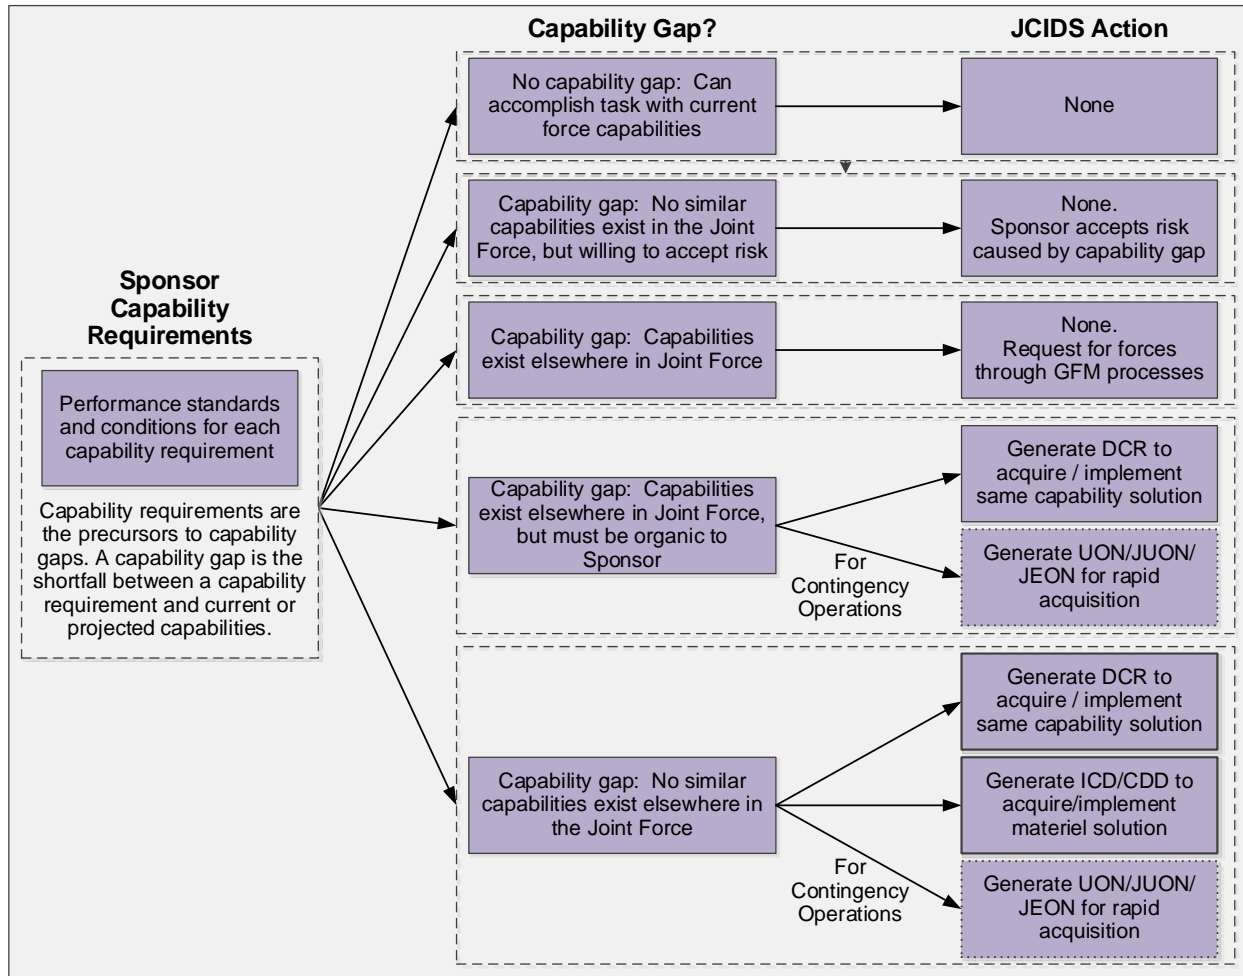 Capability Gap?
JCIDS Action
No capability gap:  Can
accomplish task with current
force capabilities
None
Capability gap:  No similar
capabilities exist in the Joint
Force, but willing to accept risk
None.
Sponsor accepts risk
caused by capability gap
Sponsor
Capability
Requirements
Performance standards
and conditions for each
capability requirement
Capability requirements are
the precursors to capability
gaps. A capability gap is the
shortfall between a capability
requirement and current or
projected capabilities.
Capability gap:  Capabilities
exist elsewhere in Joint Force
None.
Request for forces
through GFM processes
Capability gap:  Capabilities
exist elsewhere in Joint Force,
but must be organic to
Sponsor
Generate DCR to
acquire / implement
same capability solution
For
Contingency
Operations
Generate UON/JUON/
JEON for rapid
acquisition
Capability gap:  No similar
capabilities exist elsewhere in
the Joint Force
Generate DCR to
acquire / implement
same capability solution
Generate ICD/CDD to
acquire/implement
materiel solution
For
Contingency
Operations
Generate UON/JUON/
JEON for rapid
acquisition